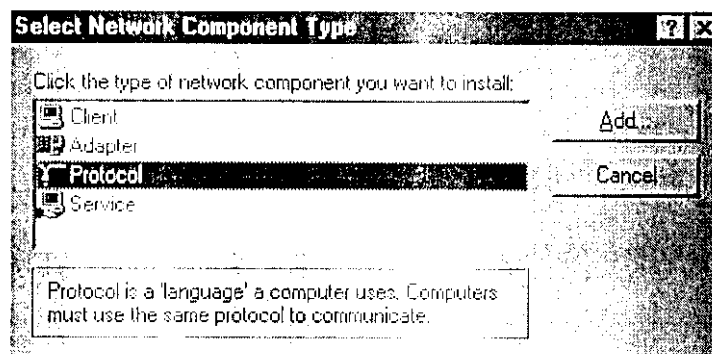 Select Network Component Type
Click the type of network component you want to install:
Client
Adapter
Protocol
Service
Add...
Cancel
Protocol is a 'language' a computer uses. Computers
must use the same protocol to communicate.